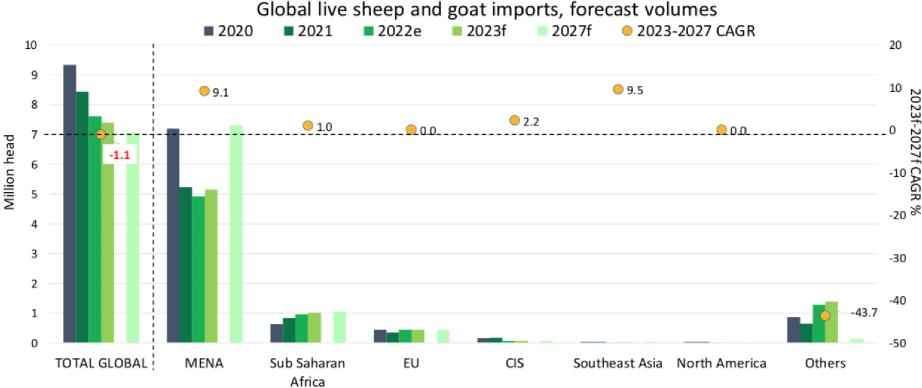 Global live sheep and goat imports, forecast volumes
2020 2021 2022e 2023f 2027f 2023-2027 CAGR
10
9
8
7
6
5
4
3
2
1
0
Million head
20
10
0
-10
-20
-30
-40
-50
2023f-2027f CAGR %
-1.1
9.1
1.0
0.0
2.2
9.5
0.0
-43.7
TOTAL GLOBAL
MENA
Sub Saharan
Africa
EU
CIS
Southeast Asia
North America
Others